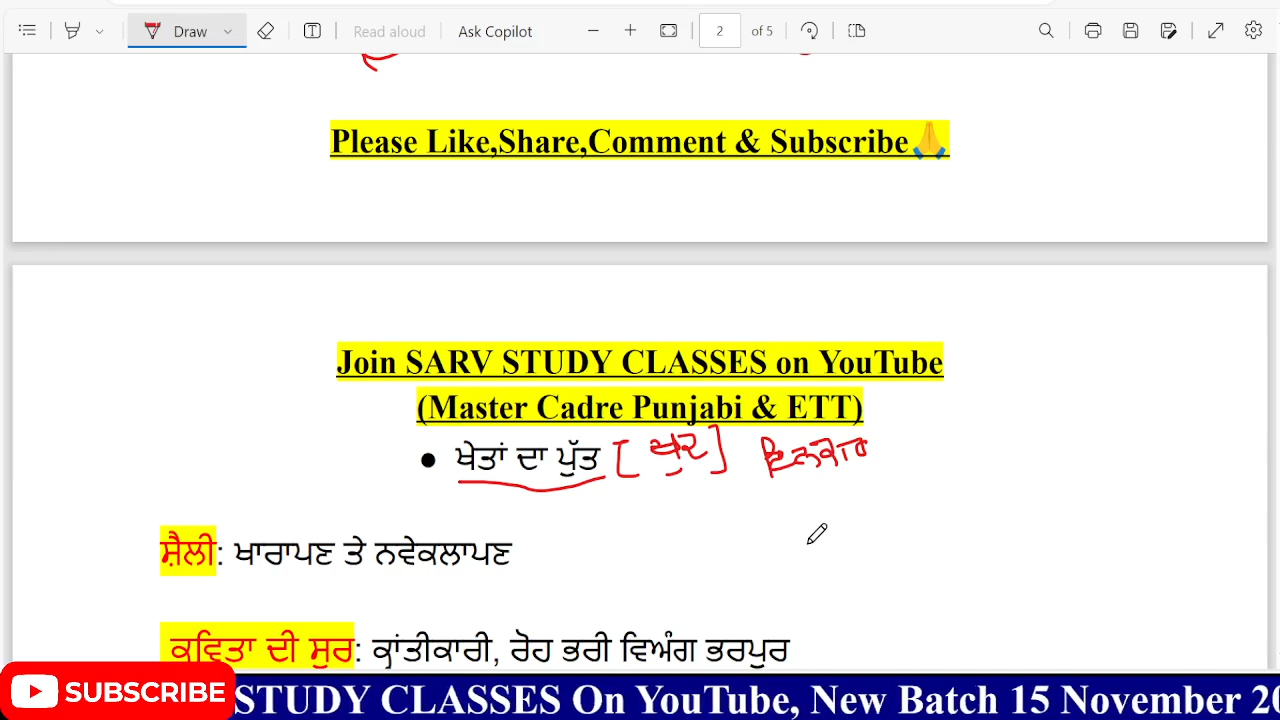 Draw
Read aloud
Ask Copilot
2
of 5
Please Like,Share,Comment & Subscribe🙏
Join SARV STUDY CLASSES on YouTube
(Master Cadre Punjabi & ETT)
● ਖੇਤਾਂ ਦਾ ਪੁੱਤ [ ਖੁਦ ]
ਸ਼ੈਲੀ: ਖਾਰਾਪਣ ਤੇ ਨਵੇਕਲਾਪਣ
ਕਵਿਤਾ ਦੀ ਸੁਰ: ਕ੍ਰਾਂਤੀਕਾਰੀ, ਰੋਹ ਭਰੀ ਵਿਅੰਗ ਭਰਪੁਰ
SUBSCRIBE
STUDY CLASSES On YouTube, New Batch 15 November 20